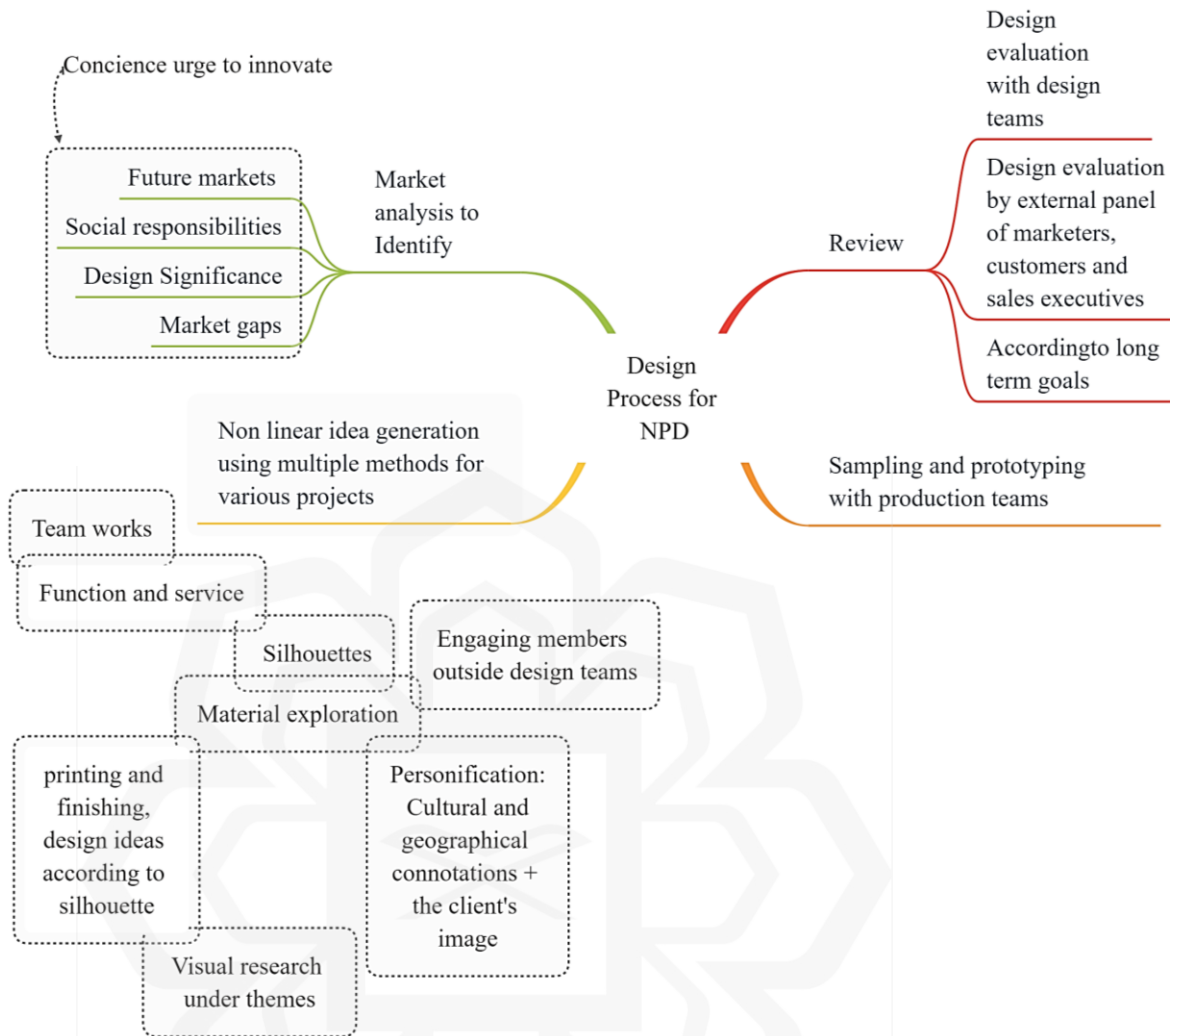 Concience urge to innovate
Future markets
Social responsibilities
Design Significance
Market gaps
Market
analysis to
Identify
Design
Process for
NPD
Review
Design
evaluation
with design
teams
Design evaluation
by external panel
of marketers,
customers and
sales executives
Accordingto long
term goals
Sampling and prototyping
with production teams
Non linear idea generation
using multiple methods for
various projects
Team works
Function and service
Silhouettes
Engaging members
outside design teams
Material exploration
printing and
finishing,
design ideas
according to
silhouette
Personification:
Cultural and
geographical
connotations +
the client's
image
Visual research
under themes